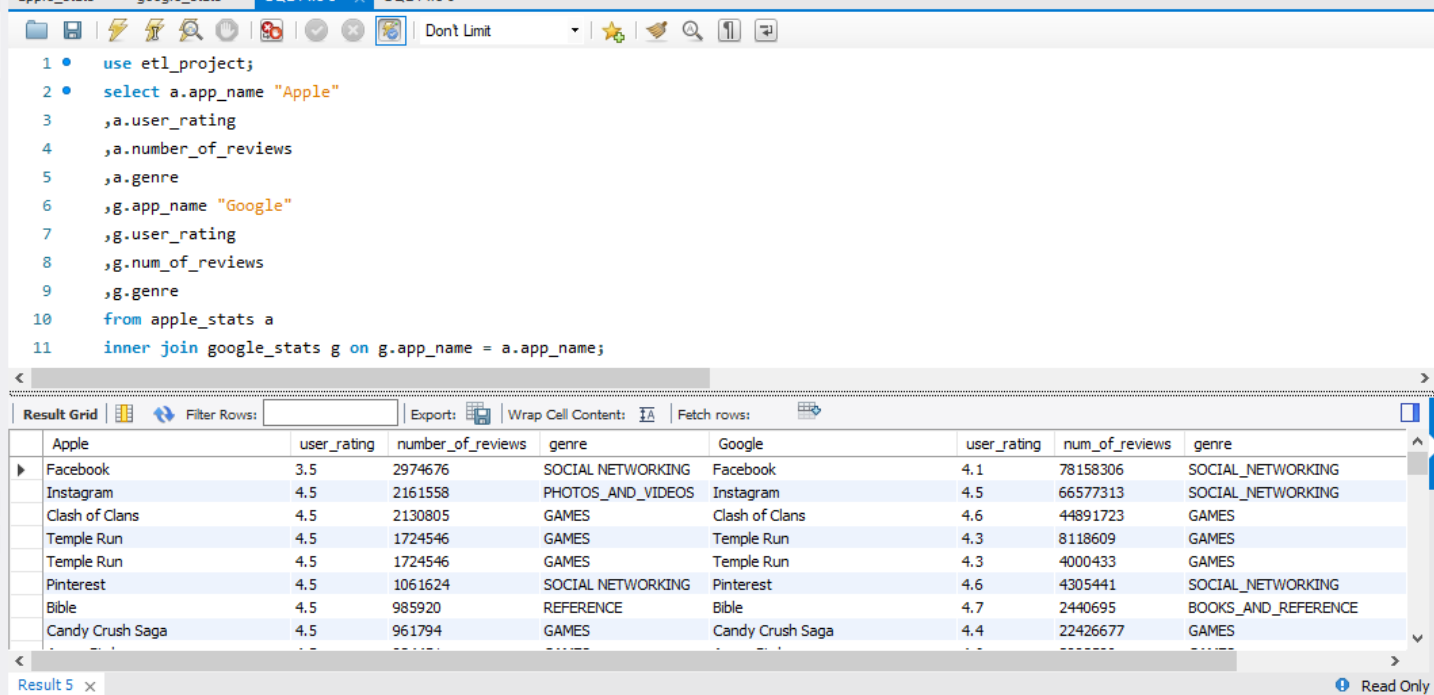 Don't Limit
1 use etl_project;
2 select a.app_name "Apple"
3 ,a.user_rating
4 ,a.number_of_reviews
5 ,a.genre
6 ,g.app_name "Google"
7 ,g.user_rating
8 ,g.num_of_reviews
9 ,g.genre
10 from apple_stats a
11 inner join google_stats g on g.app_name = a.app_name;
Result Grid Filter Rows: Export: Wrap Cell Content: Fetch rows:
Apple user_rating number_of_reviews genre Google user_rating num_of_reviews genre
Facebook 3.5 2974676 SOCIAL NETWORKING Facebook 4.1 78158306 SOCIAL_NETWORKING
Instagram 4.5 2161558 PHOTOS_AND_VIDEOS Instagram 4.5 66577313 SOCIAL_NETWORKING
Clash of Clans 4.5 2130805 GAMES Clash of Clans 4.6 44891723 GAMES
Temple Run 4.5 1724546 GAMES Temple Run 4.3 8118609 GAMES
Temple Run 4.5 1724546 GAMES Temple Run 4.3 4000433 GAMES
Pinterest 4.5 1061624 SOCIAL NETWORKING Pinterest 4.6 4305441 SOCIAL_NETWORKING
Bible 4.5 985920 REFERENCE Bible 4.7 2440695 BOOKS_AND_REFERENCE
Candy Crush Saga 4.5 961794 GAMES Candy Crush Saga 4.4 22426677 GAMES
Result 5 Read Only